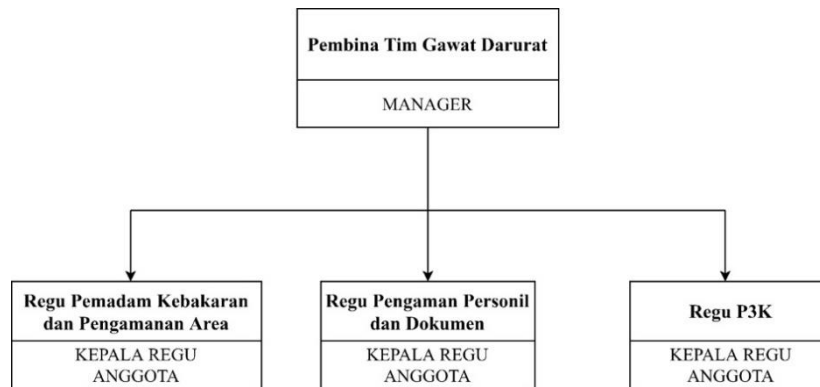 Pembina Tim Gawat Darurat
MANAGER
Regu Pemadam Kebakaran
dan Pengamanan Area
KEPALA REGU
ANGGOTA
Regu Pengaman Personil
dan Dokumen
KEPALA REGU
ANGGOTA
Regu P3K
KEPALA REGU
ANGGOTA